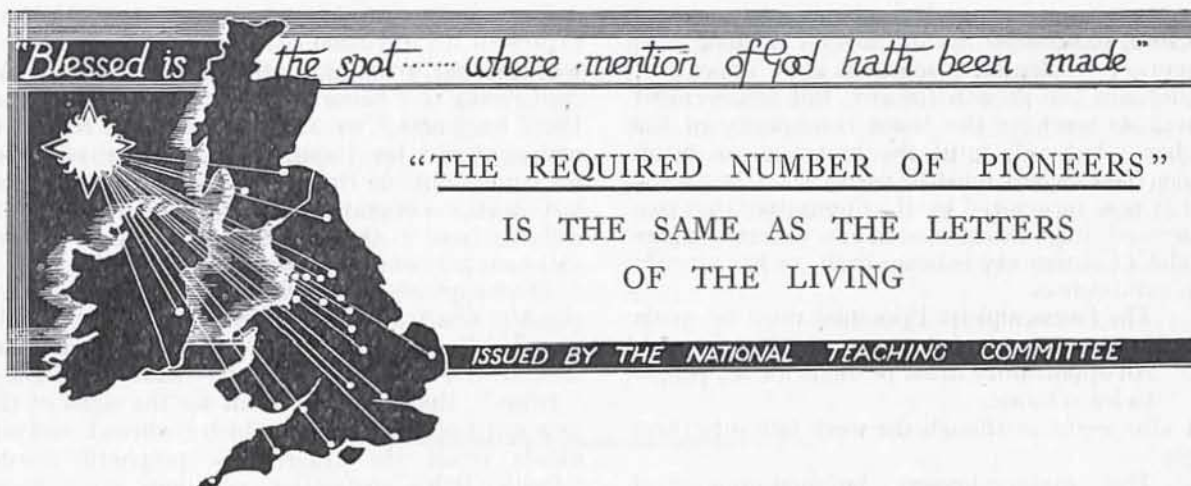 "Blessed is the spot ........ where mention of God hath been made"
"THE REQUIRED NUMBER OF PIONEERS"
IS THE SAME AS THE LETTERS
OF THE LIVING
ISSUED BY THE NATIONAL TEACHING COMMITTEE